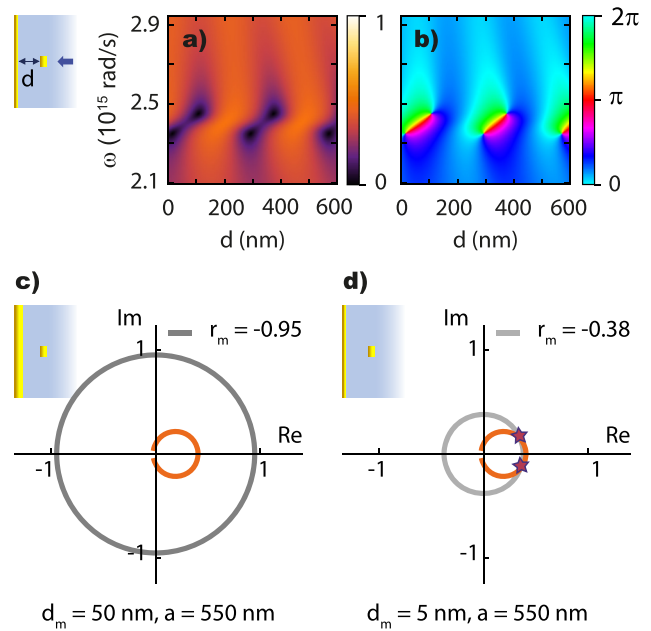 a)
b)
d
ω (10¹⁵ rad/s)
2.9
2.5
2.1
0 200 400 600
d (nm)
1
0
0 200 400 600
d (nm)
2π
π
0
c)
Im
r_m = -0.95
1
Re
-1
1
-1
d_m = 50 nm, a = 550 nm
d)
Im
r_m = -0.38
1
Re
-1
1
-1
d_m = 5 nm, a = 550 nm